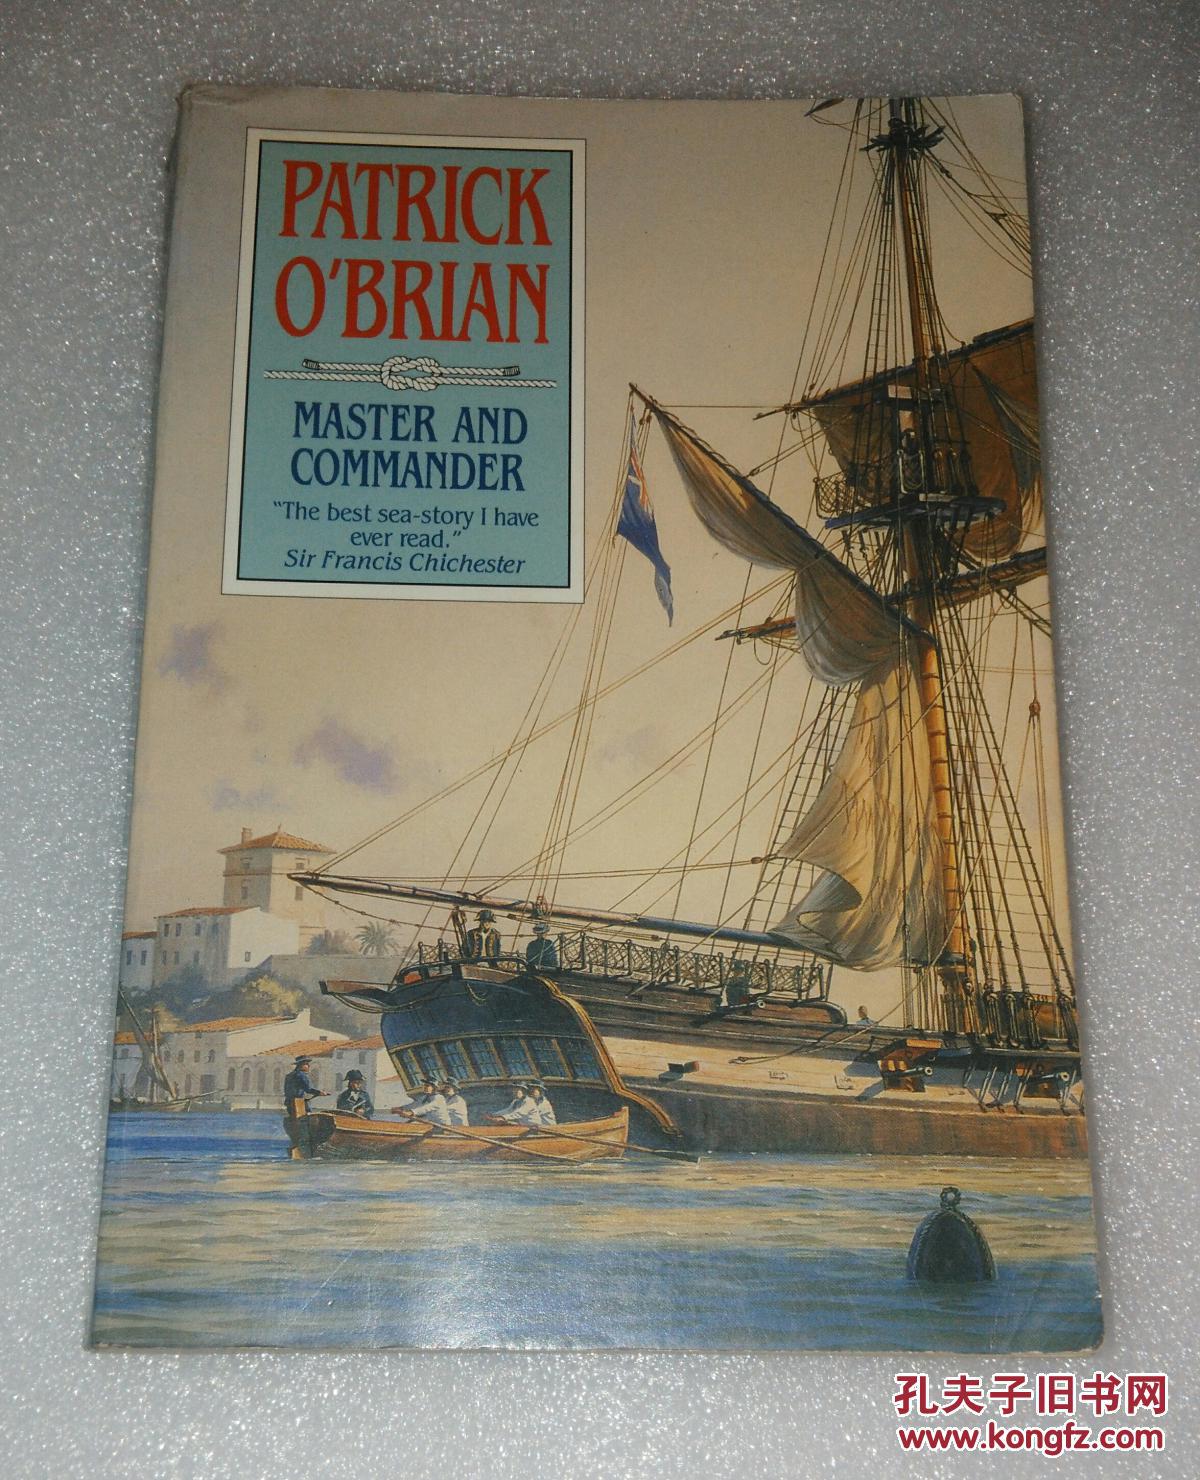 PATRICK
O'BRIAN
MASTER AND
COMMANDER
"The best sea-story I have
ever read."
Sir Francis Chichester
孔夫子旧书网
www.kongfz.com